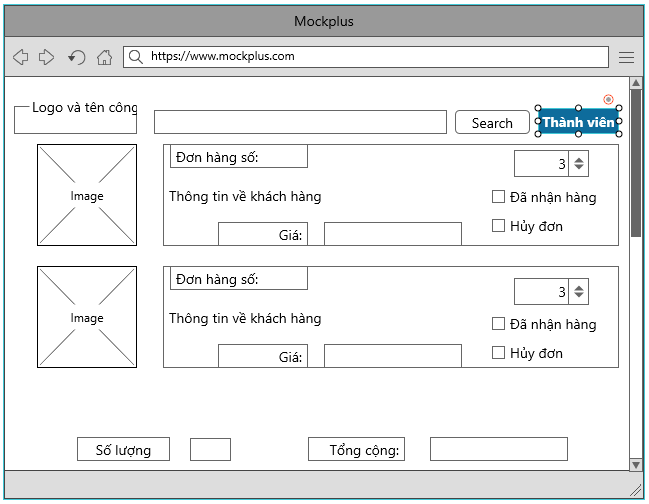 Mockplus
https://www.mockplus.com
Logo và tên công
Search
Thành viên
Image
Đơn hàng số:
3
Thông tin về khách hàng
Đã nhận hàng
Hủy đơn
Giá:
Image
Đơn hàng số:
3
Thông tin về khách hàng
Đã nhận hàng
Hủy đơn
Giá:
Số lượng
Tổng cộng: